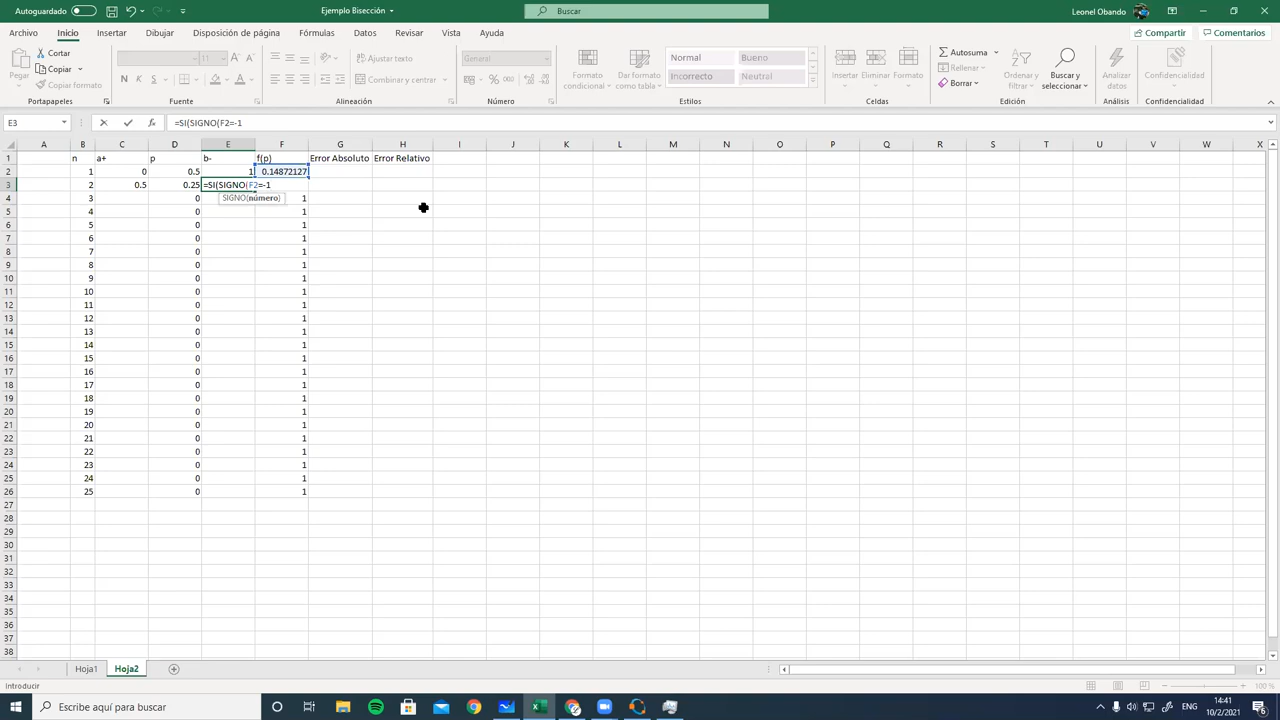 Autoguardado
Ejemplo Bisección
Buscar
Leonel Obando
Archivo Inicio Insertar Dibujar Disposición de página Fórmulas Datos Revisar Vista Ayuda
Compartir Comentarios
Pegar
Cortar
Copiar
Copiar formato
Portapapeles
11
N K S
Fuente
Ajustar texto
Combinar y centrar
Alineación
General
% 000
Número
Formato condicional
Dar formato como tabla
Normal Bueno
Incorrecto Neutral
Estilos
Insertar Eliminar Formato
Celdas
Autosuma
Rellenar
Borrar
Ordenar y filtrar
Buscar y seleccionar
Edición
Analizar datos
Análisis
Confidencialidad
Confidencialidad
E3 fx =SI(SIGNO(F2=-1
A B C D E F G H I J K L M N O P Q R S T U V W X
1 n a+ p b- f(p) Error Absoluto Error Relativo
2 1 0 0.5 1 0.14872127
3 2 0.5 0.25 =SI(SIGNO(F2=-1
SIGNO(número)
4 3 0 1
5 4 0 1
6 5 0 1
7 6 0 1
8 7 0 1
9 8 0 1
10 9 0 1
11 10 0 1
12 11 0 1
13 12 0 1
14 13 0 1
15 14 0 1
16 15 0 1
17 16 0 1
18 17 0 1
19 18 0 1
20 19 0 1
21 20 0 1
22 21 0 1
23 22 0 1
24 23 0 1
25 24 0 1
26 25 0 1
27
28
29
30
31
32
33
34
35
36
37
38
Hoja1 Hoja2
Introducir
100 %
Escribe aquí para buscar
14:41
10/2/2021
6